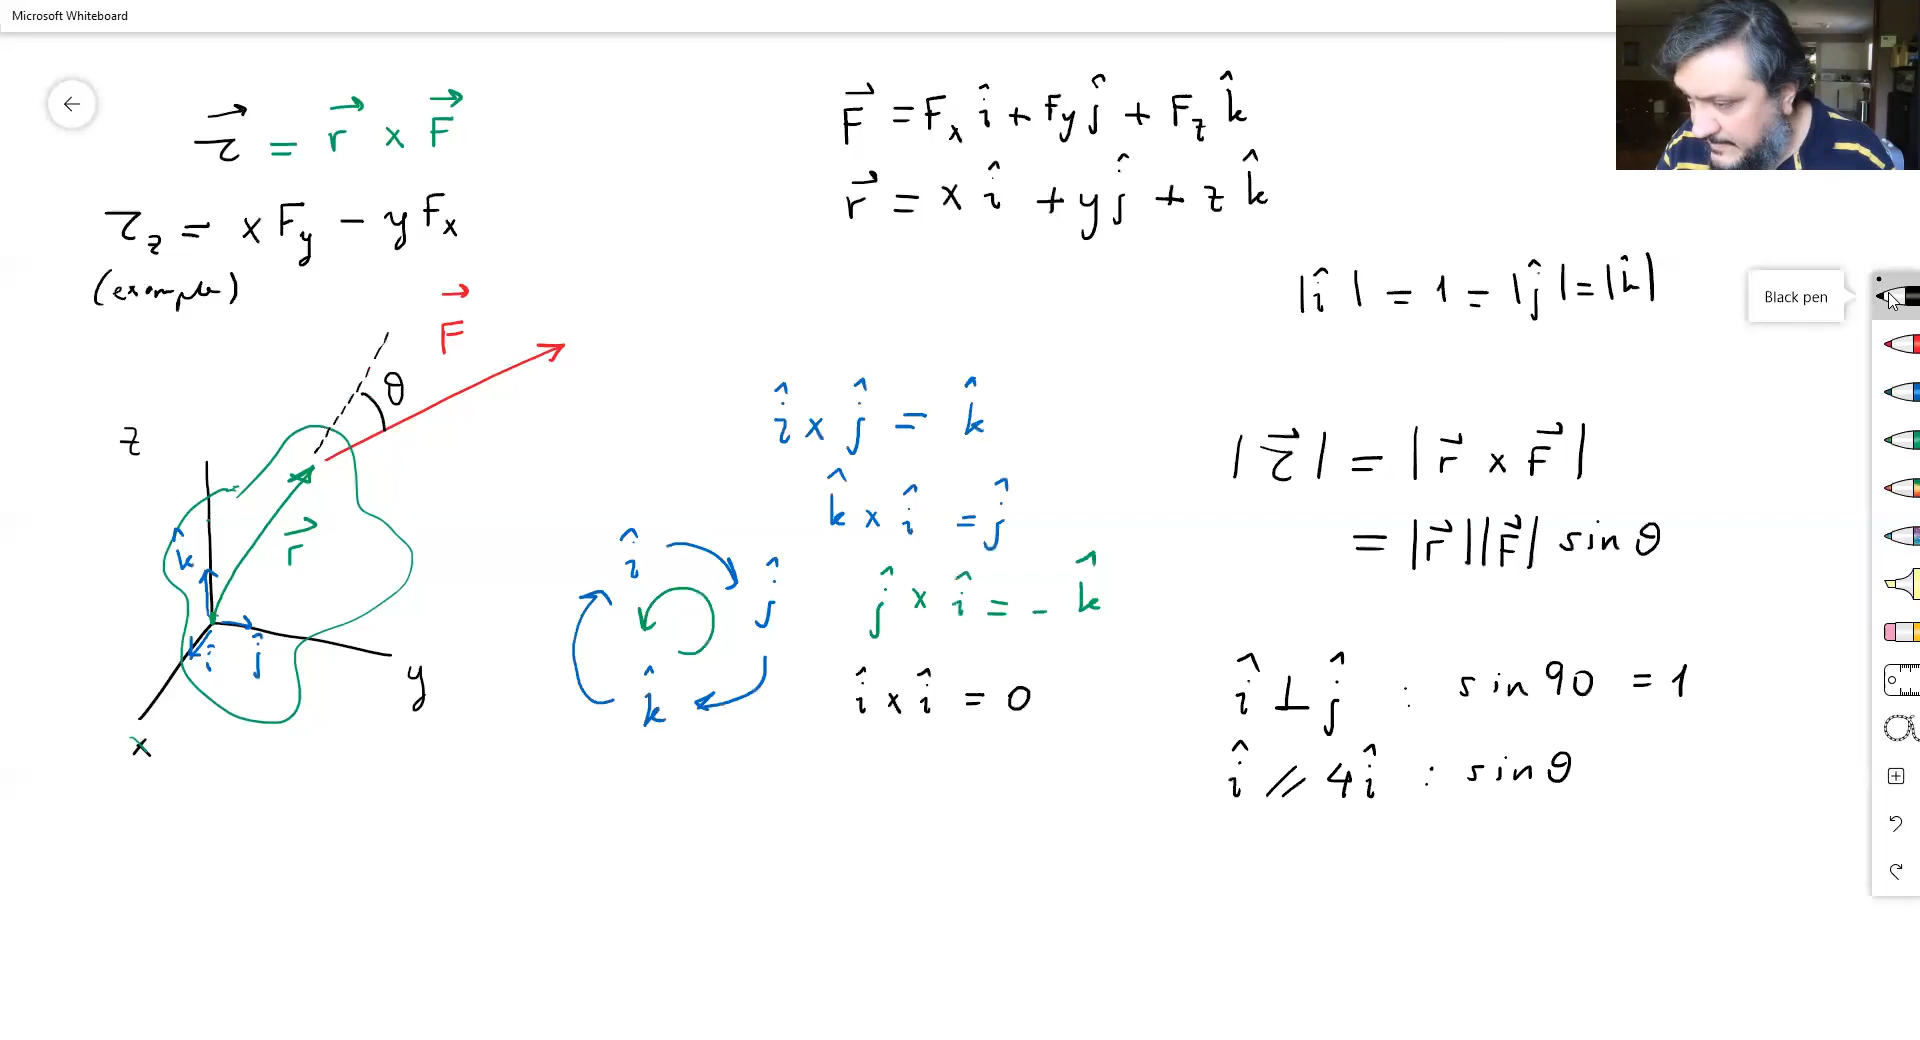 Microsoft Whiteboard
τ⃗ = r⃗ x F⃗
τz = x Fy - y Fx
(example)
F⃗ = Fx î + Fy ĵ + Fz k̂
r⃗ = x î + y ĵ + z k̂
|î| = 1 = |ĵ| = |k̂|
Black pen
F⃗
θ
z
r⃗
k̂
î ĵ
y
x
î x ĵ = k̂
k̂ x î = ĵ
ĵ x î = - k̂
î x î = 0
î
ĵ
k̂
|τ⃗| = |r⃗ x F⃗|
= |r⃗||F⃗| sin θ
î ⊥ ĵ : sin 90 = 1
î // 4î : sin θ